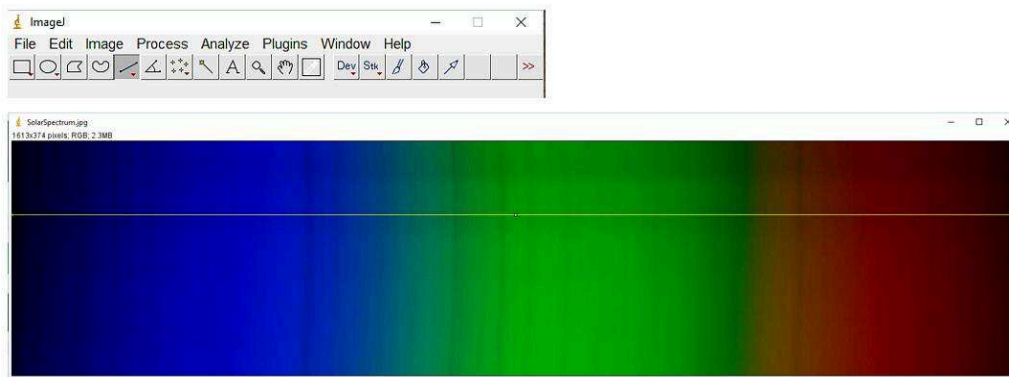 ImageJ
File Edit Image Process Analyze Plugins Window Help
A Dev Stk >>
SolarSpectrum.jpg
1613x374 pixels; RGB; 2.3MB